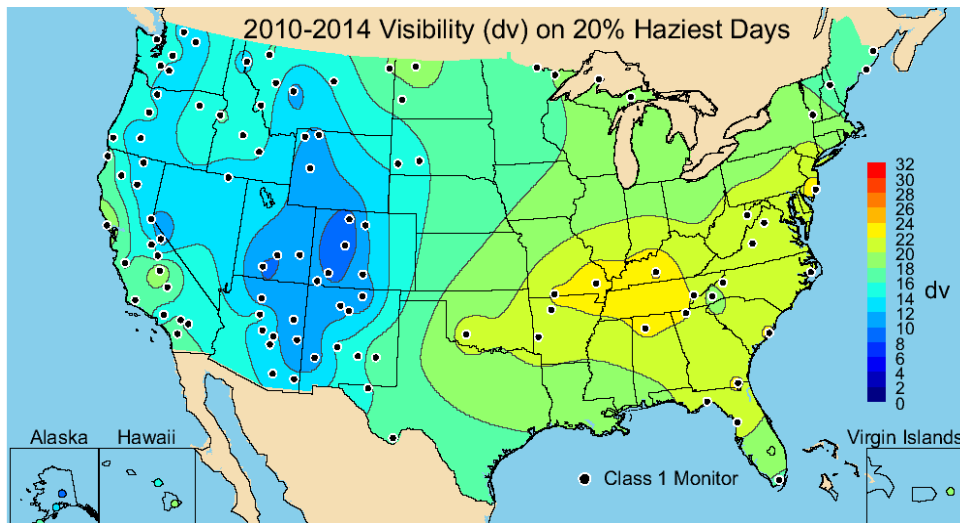 2010-2014 Visibility (dv) on 20% Haziest Days
32
30
28
26
24
22
20
18
16
14
12
10
8
6
4
2
0
dv
Alaska
Hawaii
Class 1 Monitor
Virgin Islands